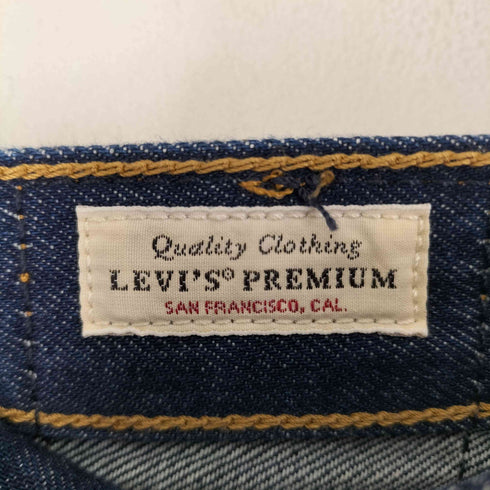 Quality Clothing
LEVI'S® PREMIUM
SAN FRANCISCO, CAL.